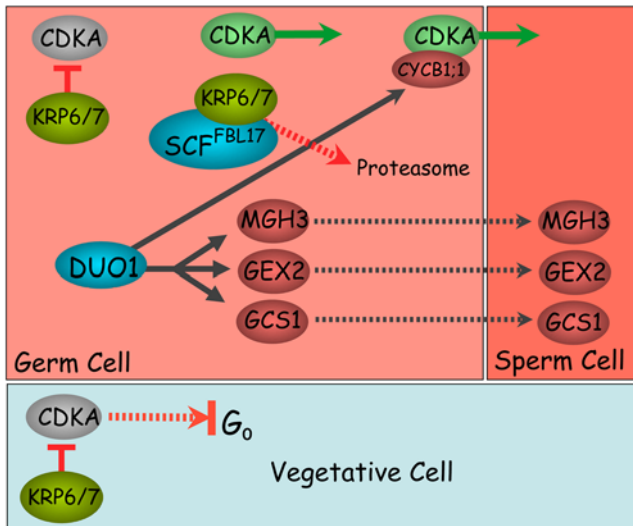 CDKA
KRP6/7
CDKA
KRP6/7
SCFFBL17
Proteasome
CDKA
CYCB1;1
DUO1
MGH3
GEX2
GCS1
MGH3
GEX2
GCS1
Germ Cell
Sperm Cell
CDKA
G₀
KRP6/7
Vegetative Cell